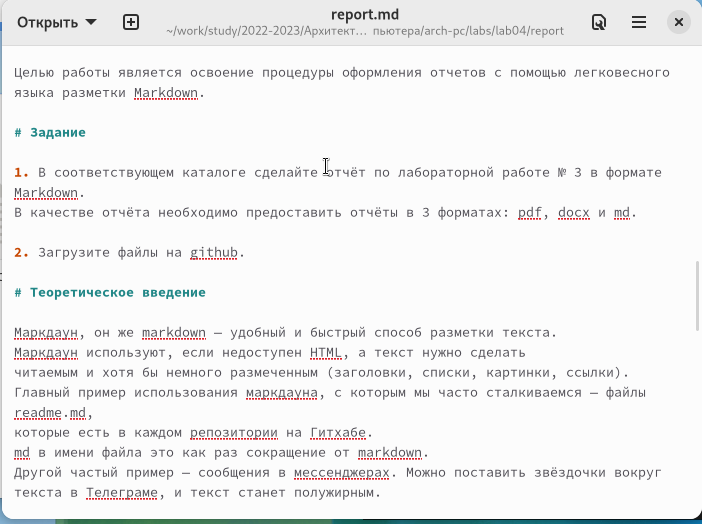 Открыть
report.md
~/work/study/2022-2023/Архитект… пьютера/arch-pc/labs/lab04/report
Целью работы является освоение процедуры оформления отчетов с помощью легковесного
языка разметки Markdown.
# Задание
1. В соответствующем каталоге сделайте отчёт по лабораторной работе № 3 в формате
Markdown.
В качестве отчёта необходимо предоставить отчёты в 3 форматах: pdf, docx и md.
2. Загрузите файлы на github.
# Теоретическое введение
Маркдаун, он же markdown — удобный и быстрый способ разметки текста.
Маркдаун используют, если недоступен HTML, а текст нужно сделать
читаемым и хотя бы немного размеченным (заголовки, списки, картинки, ссылки).
Главный пример использования маркдауна, с которым мы часто сталкиваемся — файлы
readme.md,
которые есть в каждом репозитории на Гитхабе.
md в имени файла это как раз сокращение от markdown.
Другой частый пример — сообщения в мессенджерах. Можно поставить звёздочки вокруг
текста в Телеграме, и текст станет полужирным.